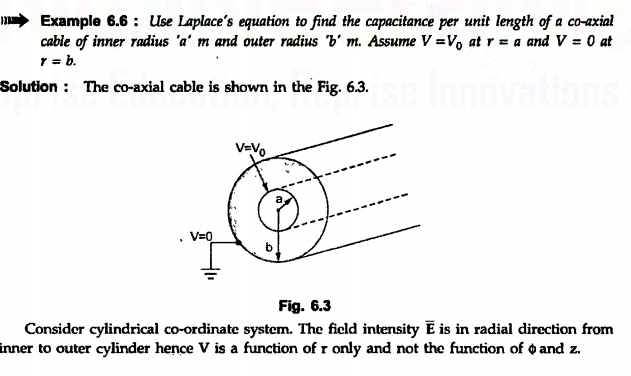 Example 6.6 : Use Laplace's equation to find the capacitance per unit length of a co-axial
cable of inner radius 'a' m and outer radius 'b' m. Assume V = V₀ at r = a and V = 0 at
r = b.
Solution : The co-axial cable is shown in the Fig. 6.3.
V=V₀
a
V=0
b
Fig. 6.3
Consider cylindrical co-ordinate system. The field intensity E̅ is in radial direction from
inner to outer cylinder hence V is a function of r only and not the function of ϕ and z.